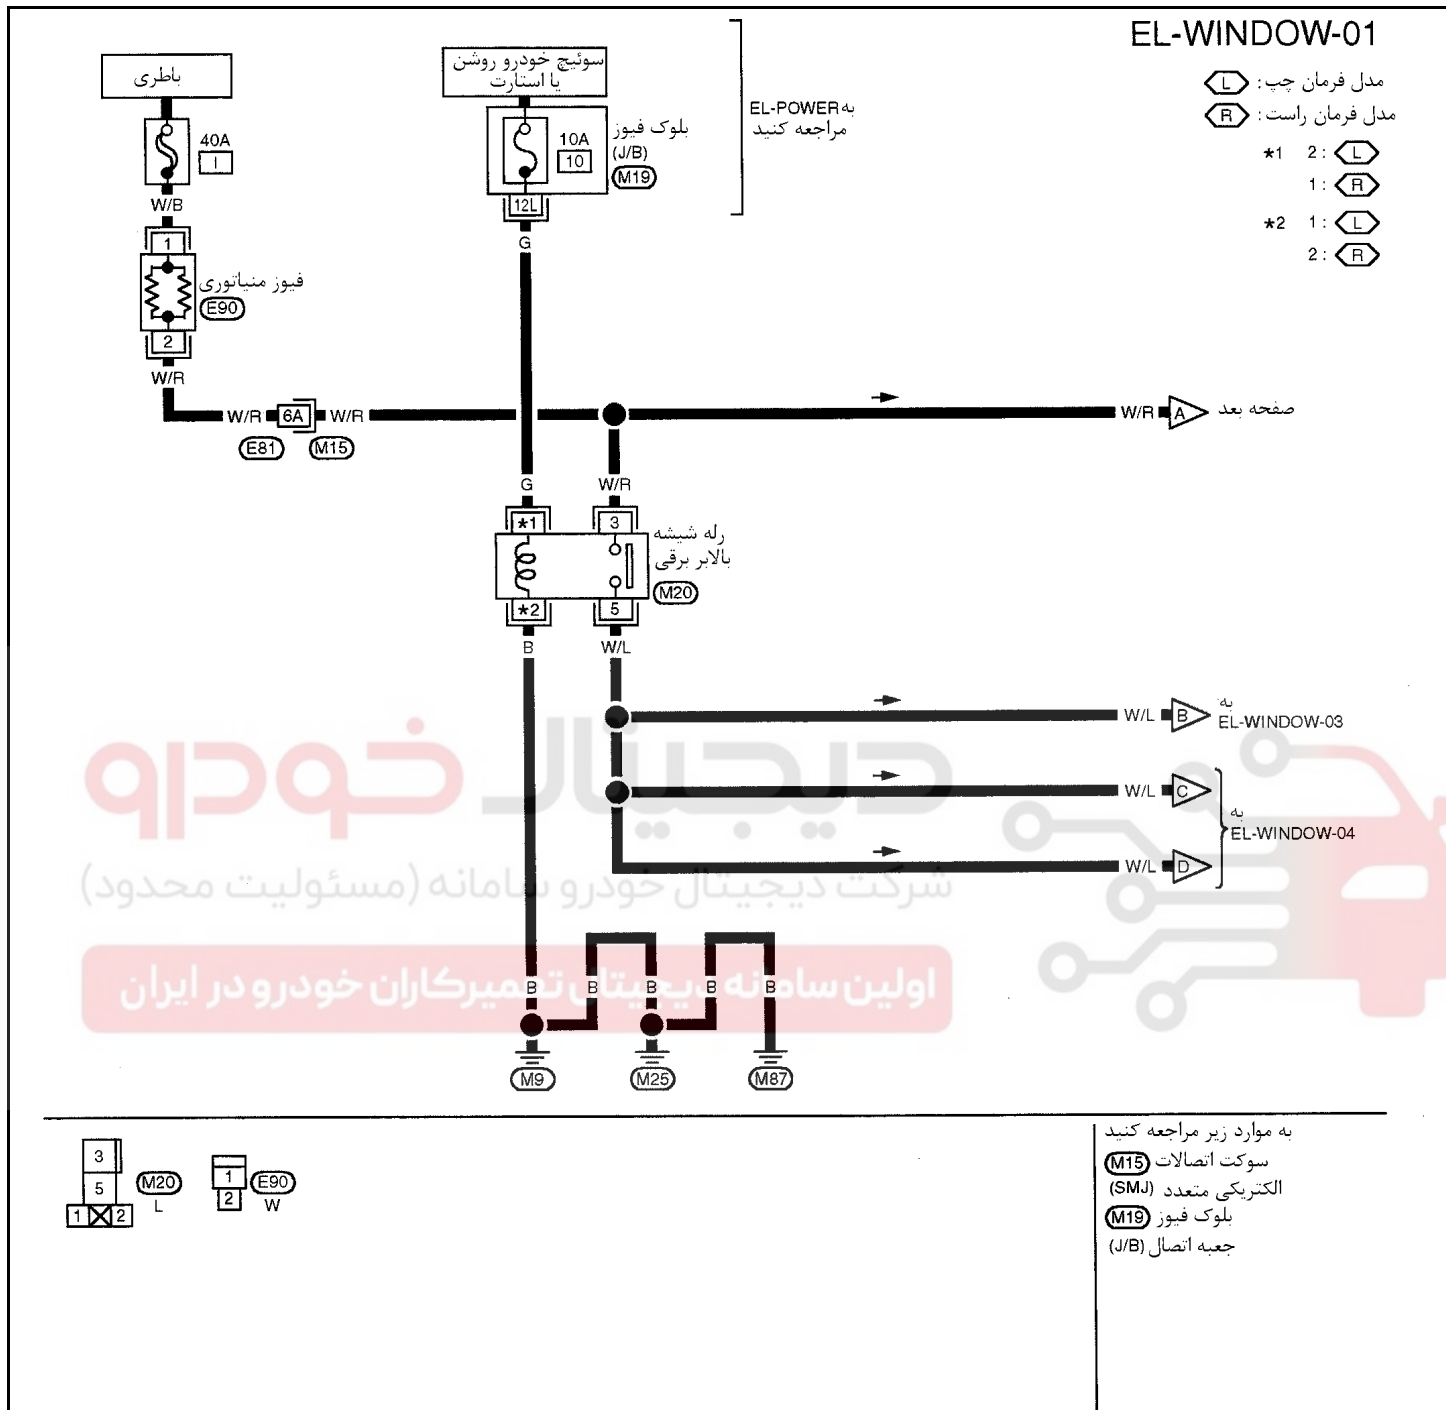 EL-WINDOW-01
مدل فرمان چپ : L
مدل فرمان راست : R
*1 2 : L
1 : R
*2 1 : L
2 : R
باطری
40A
I
W/B
1
فیوز منیاتوری
E90
2
W/R
سوئیچ خودرو روشن
یا استارت
10A
10
بلوک فیوز
(J/B)
M19
12L
G
به EL-POWER
مراجعه کنید
W/R 6A W/R
E81 M15
W/R A صفحه بعد
G W/R
*1 3
رله شیشه
بالابر برقی
M20
*2 5
B W/L
W/L B به
EL-WINDOW-03
W/L C
به
EL-WINDOW-04
W/L D
دیجیتال خودرو
شرکت دیجیتال خودرو سامانه (مسئولیت محدود)
اولین سامانه دیجیتال تعمیرکاران خودرو در ایران
B B B B B
M9 M25 M87
3
5
1 2
M20
L
1
2
E90
W
به موارد زیر مراجعه کنید
سوکت اتصالات M15
الکتریکی متعدد (SMJ)
بلوک فیوز M19
جعبه اتصال (J/B)